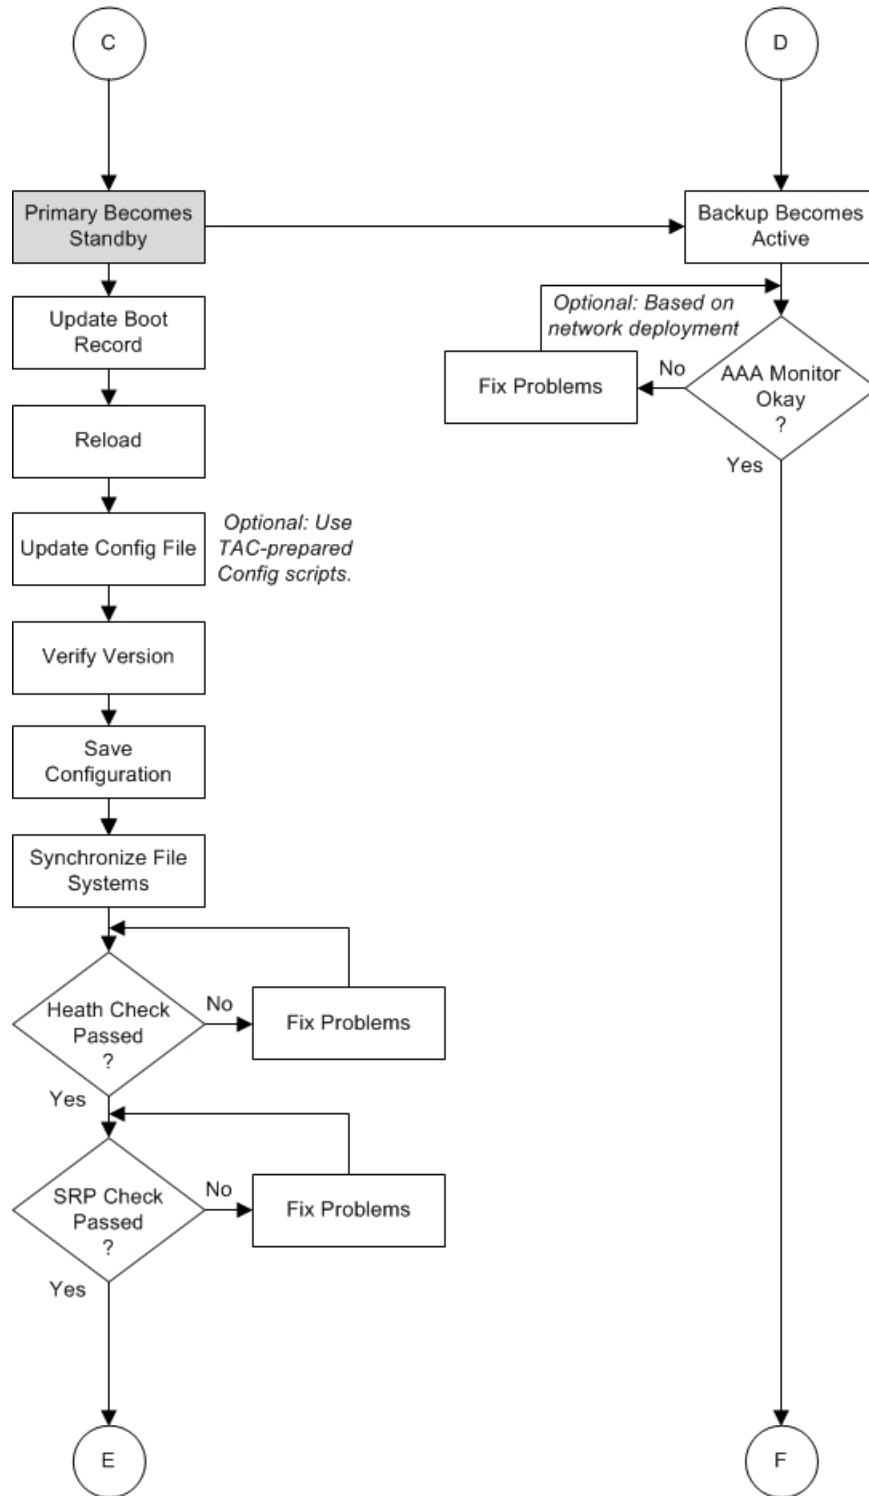 C
D
Primary Becomes
Standby
Backup Becomes
Active
Update Boot
Record
Optional: Based on
network deployment
Fix Problems
No
AAA Monitor
Okay
?
Yes
Reload
Update Config File
Optional: Use
TAC-prepared
Config scripts.
Verify Version
Save
Configuration
Synchronize File
Systems
Heath Check
Passed
?
No
Fix Problems
Yes
SRP Check
Passed
?
No
Fix Problems
Yes
E
F